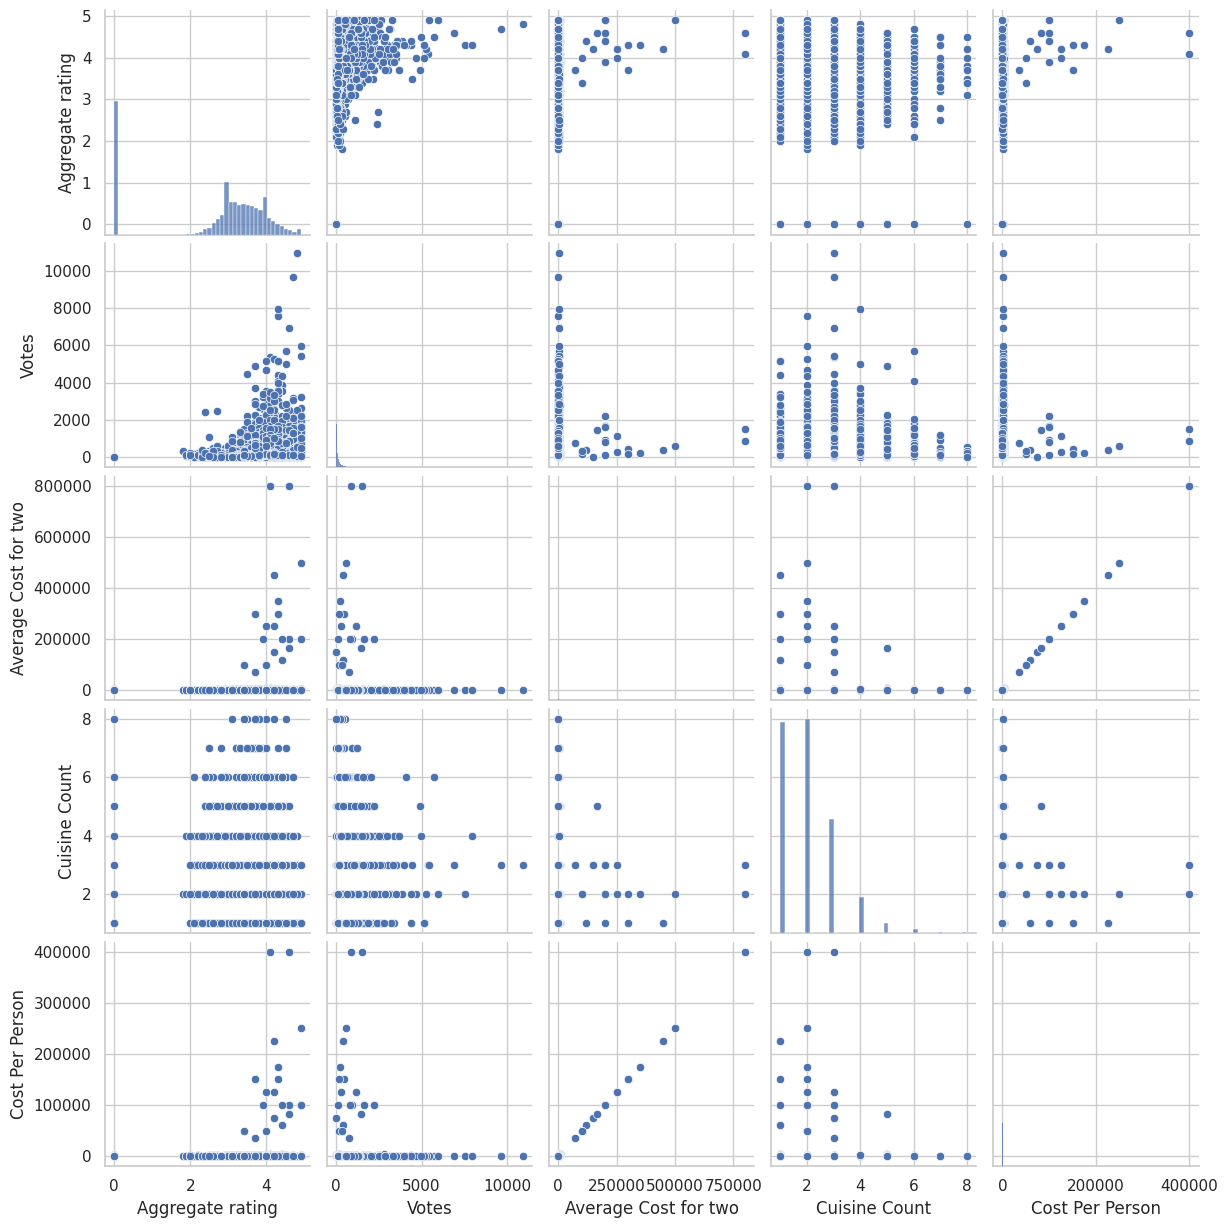 Aggregate rating
5
4
3
2
1
0
Votes
10000
8000
6000
4000
2000
0
Average Cost for two
800000
600000
400000
200000
0
Cuisine Count
8
6
4
2
Cost Per Person
400000
300000
200000
100000
0
0 2 4
0 5000 10000
0 250000 500000 750000
2 4 6 8
0 200000 400000
Aggregate rating
Votes
Average Cost for two
Cuisine Count
Cost Per Person